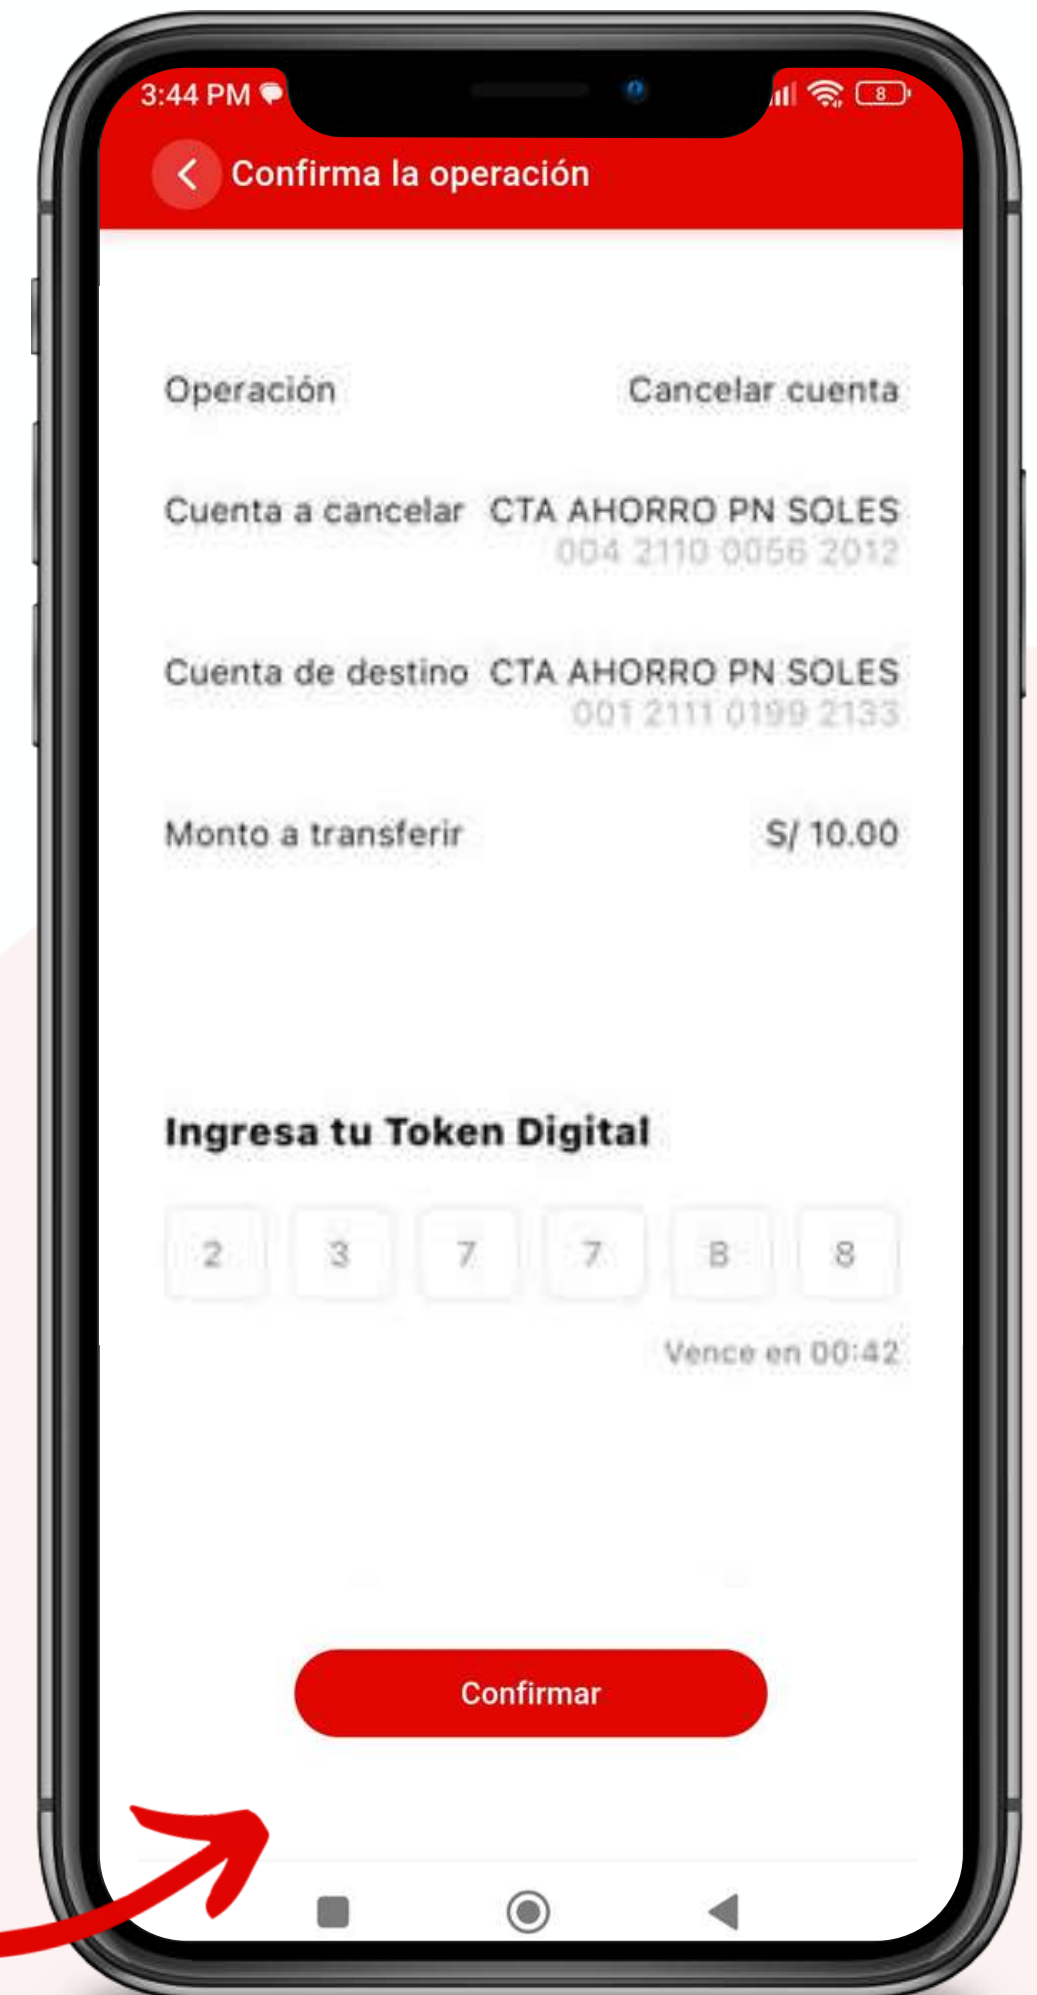 3:44 PM
8
Confirma la operación
Operación Cancelar cuenta
Cuenta a cancelar CTA AHORRO PN SOLES
004 2110 0056 2012
Cuenta de destino CTA AHORRO PN SOLES
001 2111 0199 2133
Monto a transferir S/ 10.00
Ingresa tu Token Digital
2 3 7 7 8 8
Vence en 00:42
Confirmar